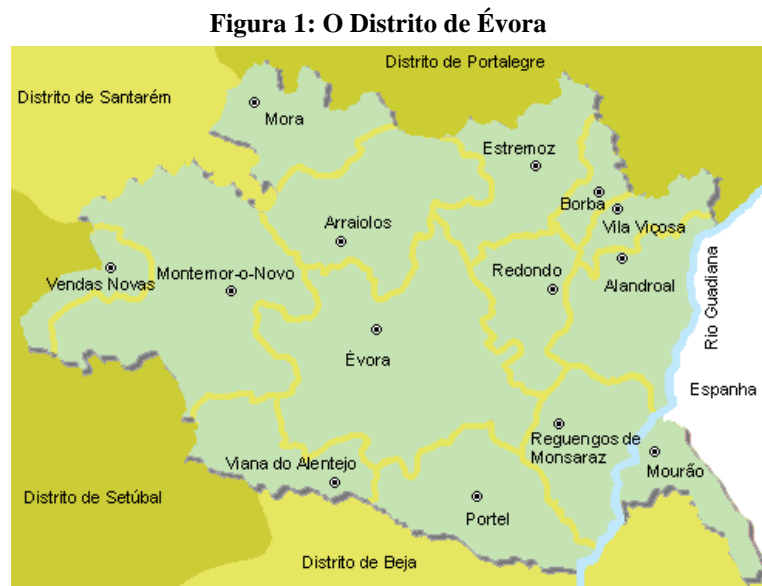 Figura 1: O Distrito de Évora
Distrito de Portalegre
Distrito de Santarém
Mora
Estremoz
Borba
Vila Viçosa
Arraiolos
Vendas Novas
Montemor-o-Novo
Redondo
Alandroal
Rio Guadiana
Évora
Espanha
Reguengos de
Monsaraz
Mourão
Viana do Alentejo
Portel
Distrito de Setúbal
Distrito de Beja